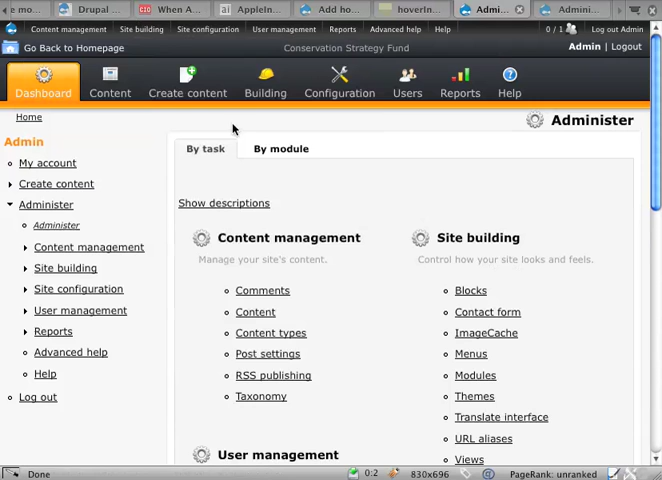 e mo...
Drupal ...
CIO When A...
ai AppleIn...
Add ho...
hoverIn...
Admi...
Admini...
Content management Site building Site configuration User management Reports Advanced help Help 0 / 1 Log out Admin
Go Back to Homepage Conservation Strategy Fund Admin | Logout
Dashboard Content Create content Building Configuration Users Reports Help
Home Administer
Admin
My account
Create content
Administer
Administer
Content management
Site building
Site configuration
User management
Reports
Advanced help
Help
Log out
By task By module
Show descriptions
Content management
Manage your site's content.
Comments
Content
Content types
Post settings
RSS publishing
Taxonomy
User management
Site building
Control how your site looks and feels.
Blocks
Contact form
ImageCache
Menus
Modules
Themes
Translate interface
URL aliases
Views
Done 0:2 830x696 PageRank: unranked